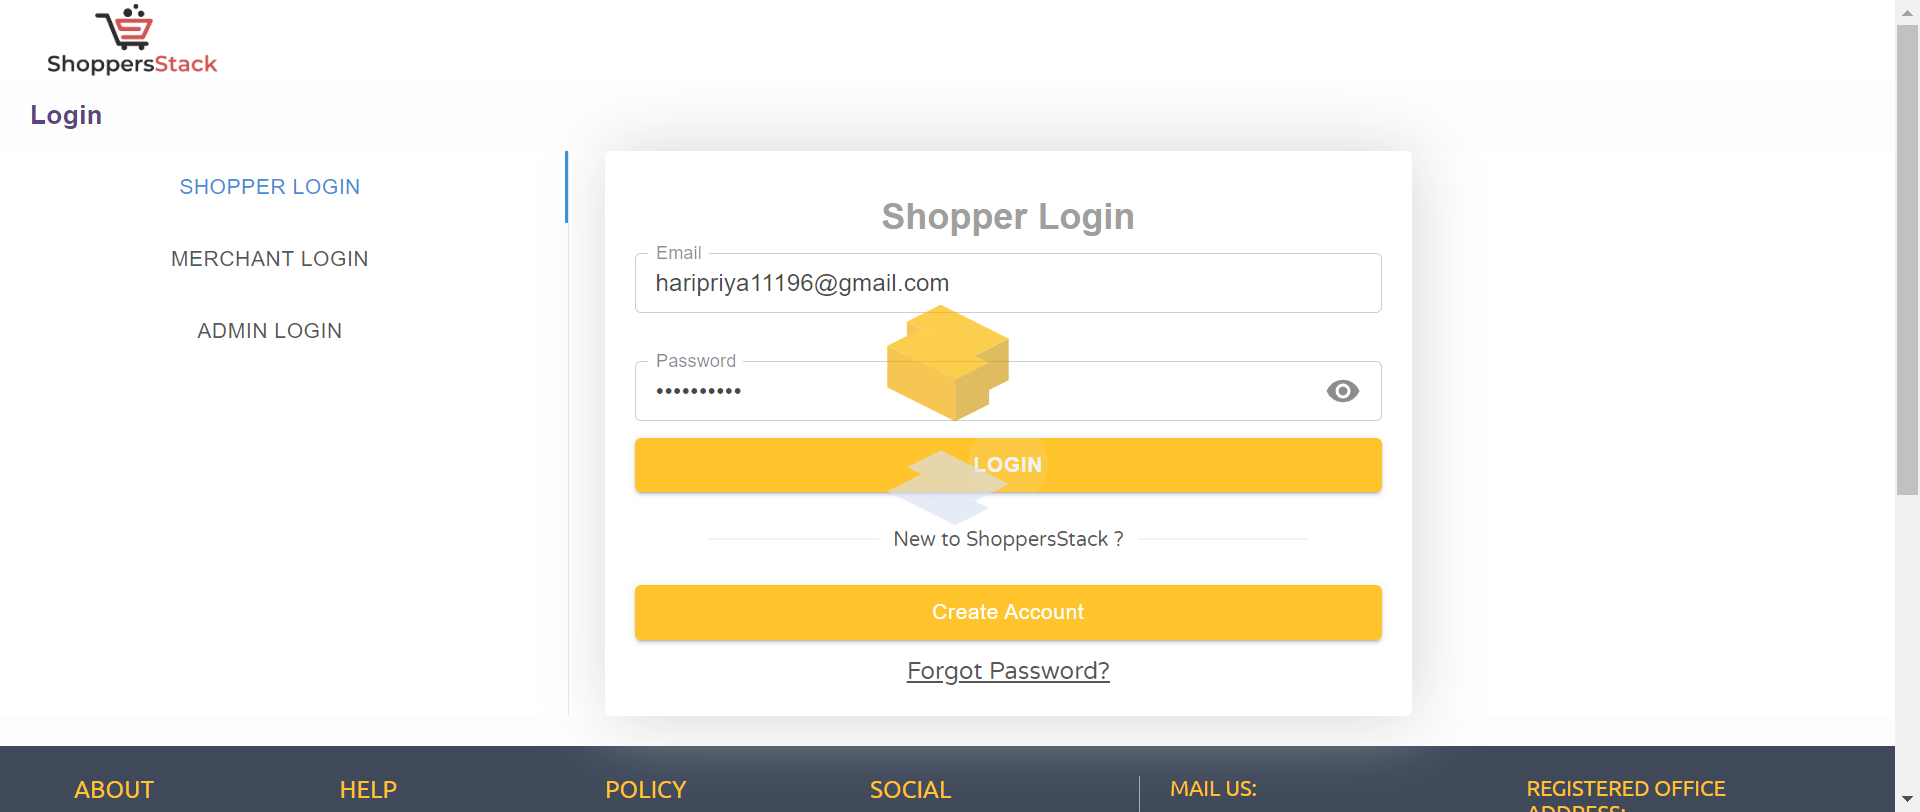 ShoppersStack
Login
SHOPPER LOGIN
MERCHANT LOGIN
ADMIN LOGIN
Shopper Login
Email
haripriya11196@gmail.com
Password
••••••••••
LOGIN
New to ShoppersStack ?
Create Account
Forgot Password?
ABOUT
HELP
POLICY
SOCIAL
MAIL US:
REGISTERED OFFICE
ADDRESS: